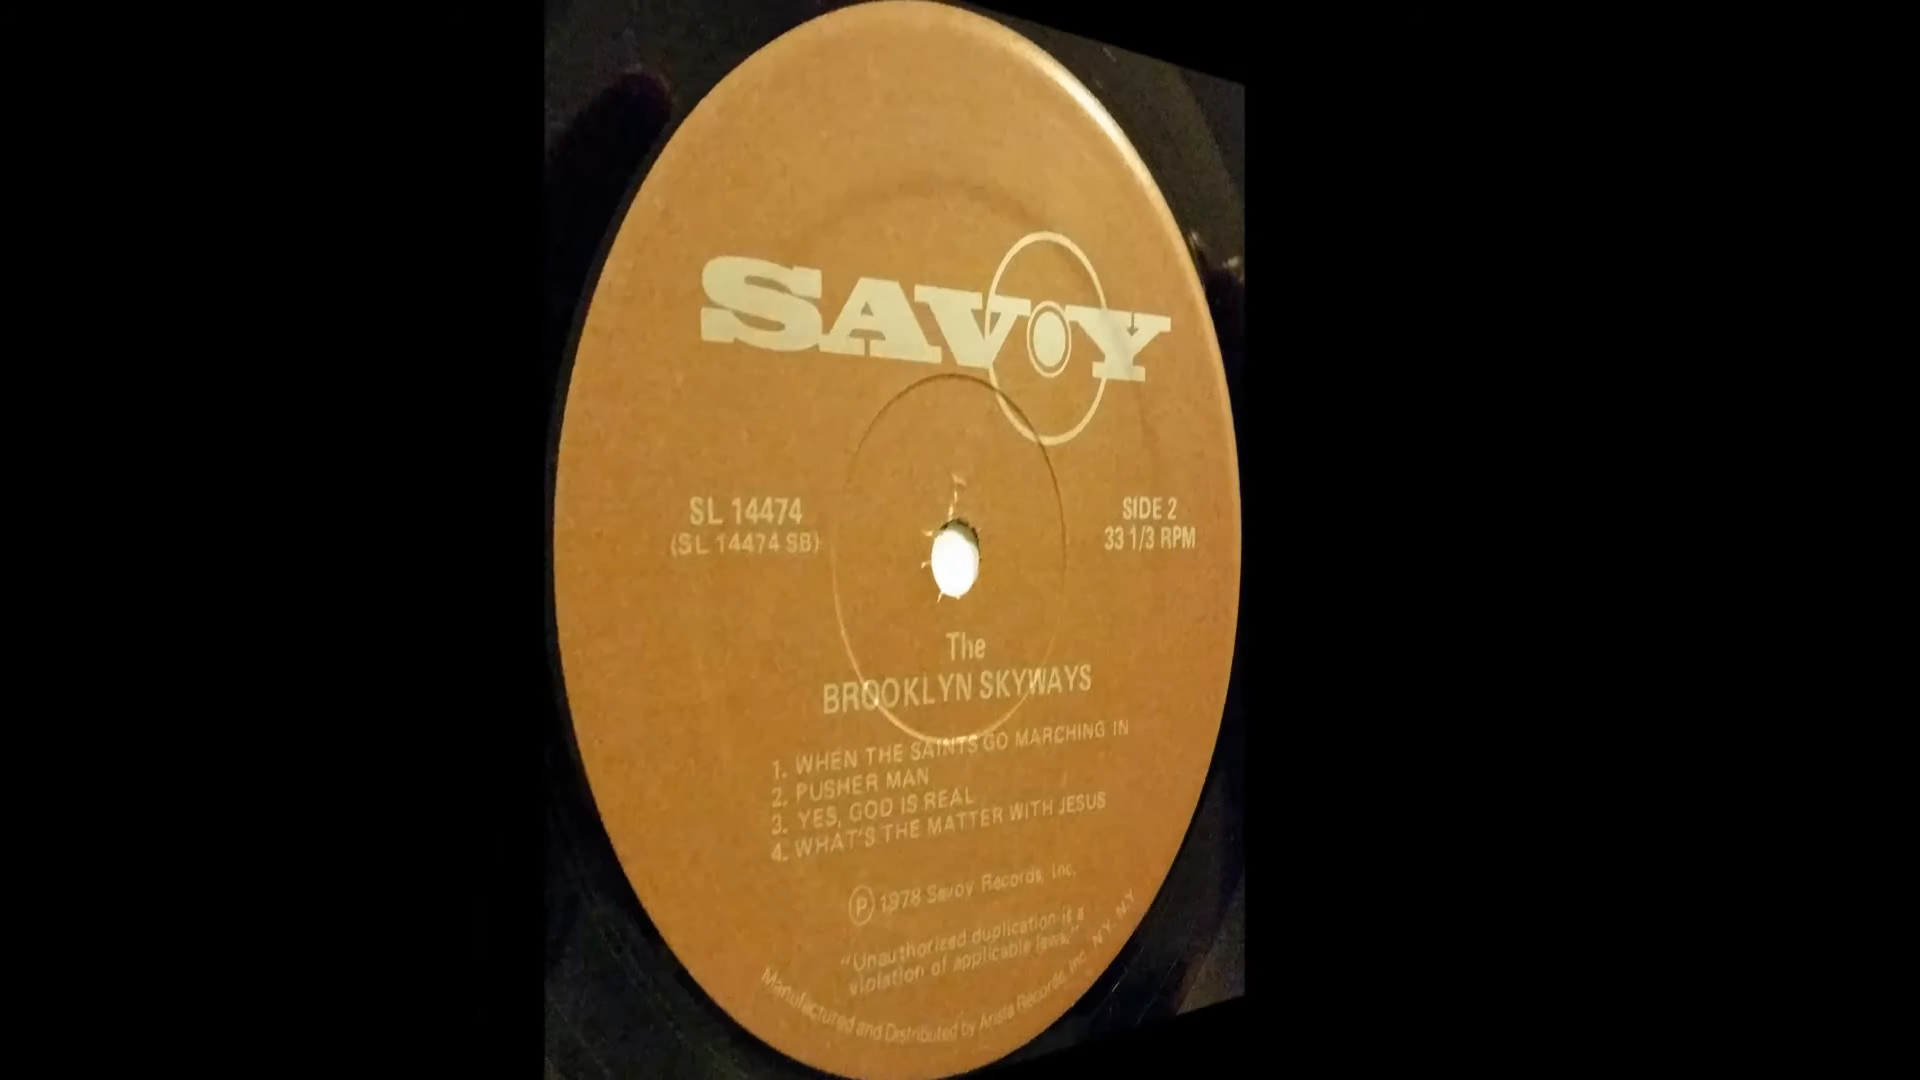 SAVOY
SL 14474
(SL 14474 SB)
SIDE 2
33 1/3 RPM
The
BROOKLYN SKYWAYS
1. WHEN THE SAINTS GO MARCHING IN
2. PUSHER MAN
3. YES, GOD IS REAL
4. WHAT'S THE MATTER WITH JESUS
Ⓟ 1978 Savoy Records, Inc.
"Unauthorized duplication is a
violation of applicable laws."
Manufactured and Distributed by Arista Records, Inc. N.Y., N.Y.